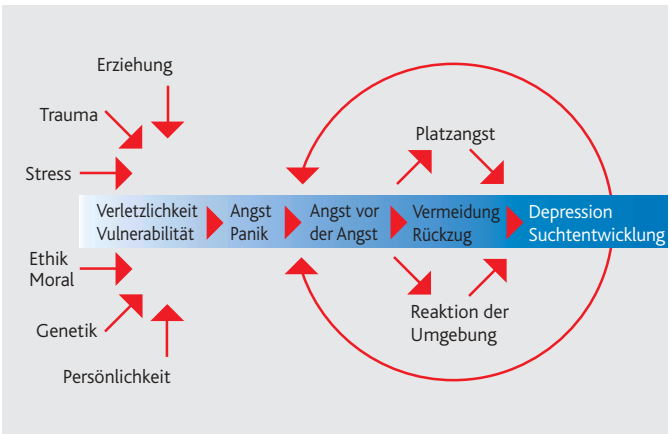 Erziehung
Trauma
Platzangst
Stress
Verletzlichkeit
Vulnerabilität
Angst
Panik
Angst vor
der Angst
Vermeidung
Rückzug
Depression
Suchtentwicklung
Ethik
Moral
Genetik
Reaktion der
Umgebung
Persönlichkeit